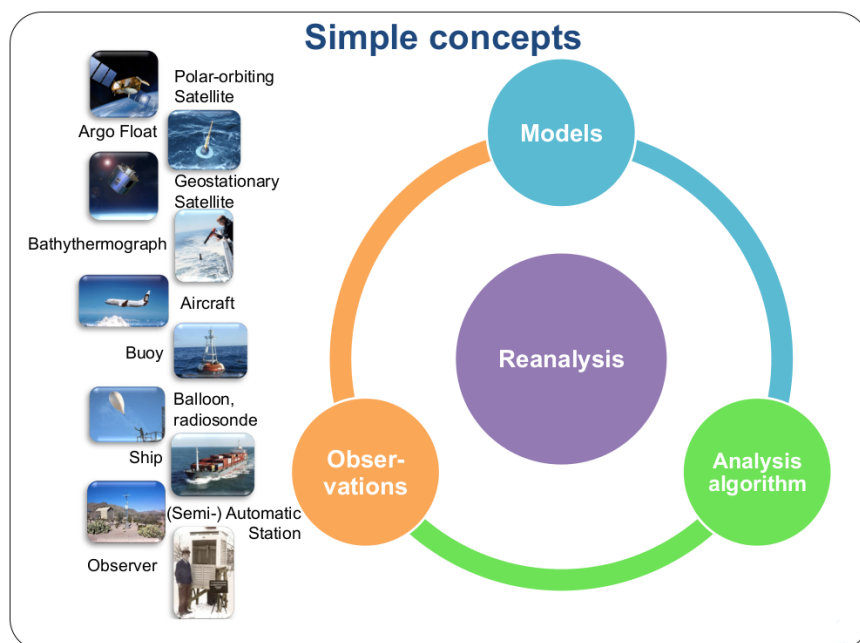 Simple concepts
Polar-orbiting
Satellite
Argo Float
Geostationary
Satellite
Bathythermograph
Aircraft
Buoy
Balloon,
radiosonde
Ship
(Semi-) Automatic
Station
Observer
Models
Reanalysis
Obser-
vations
Analysis
algorithm